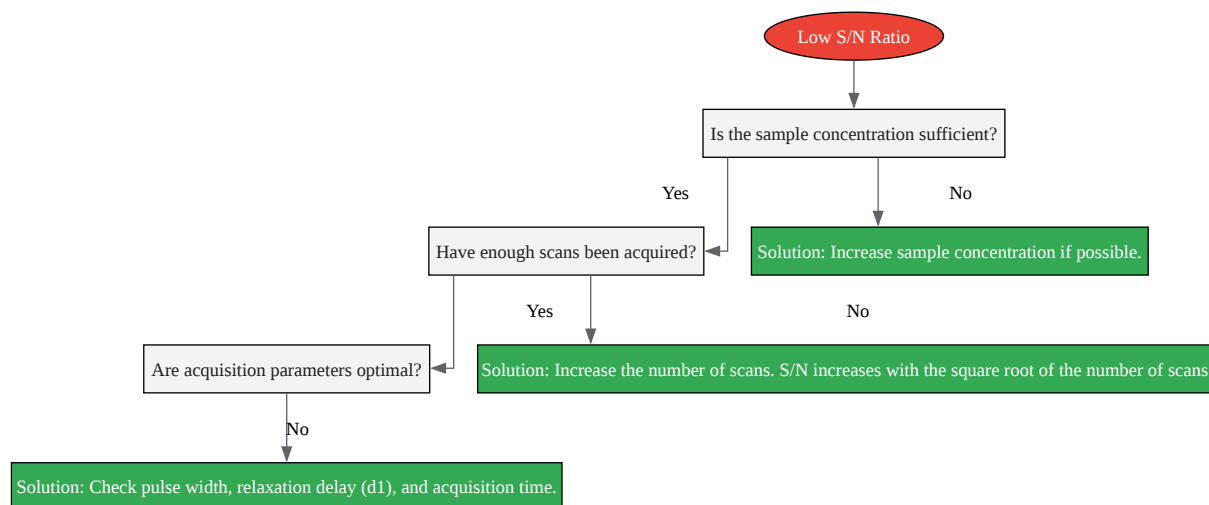 Low S/N Ratio
Is the sample concentration sufficient?
Yes
No
Have enough scans been acquired?
Solution: Increase sample concentration if possible.
Yes
No
Are acquisition parameters optimal?
Solution: Increase the number of scans. S/N increases with the square root of the number of scans
No
Solution: Check pulse width, relaxation delay (d1), and acquisition time.